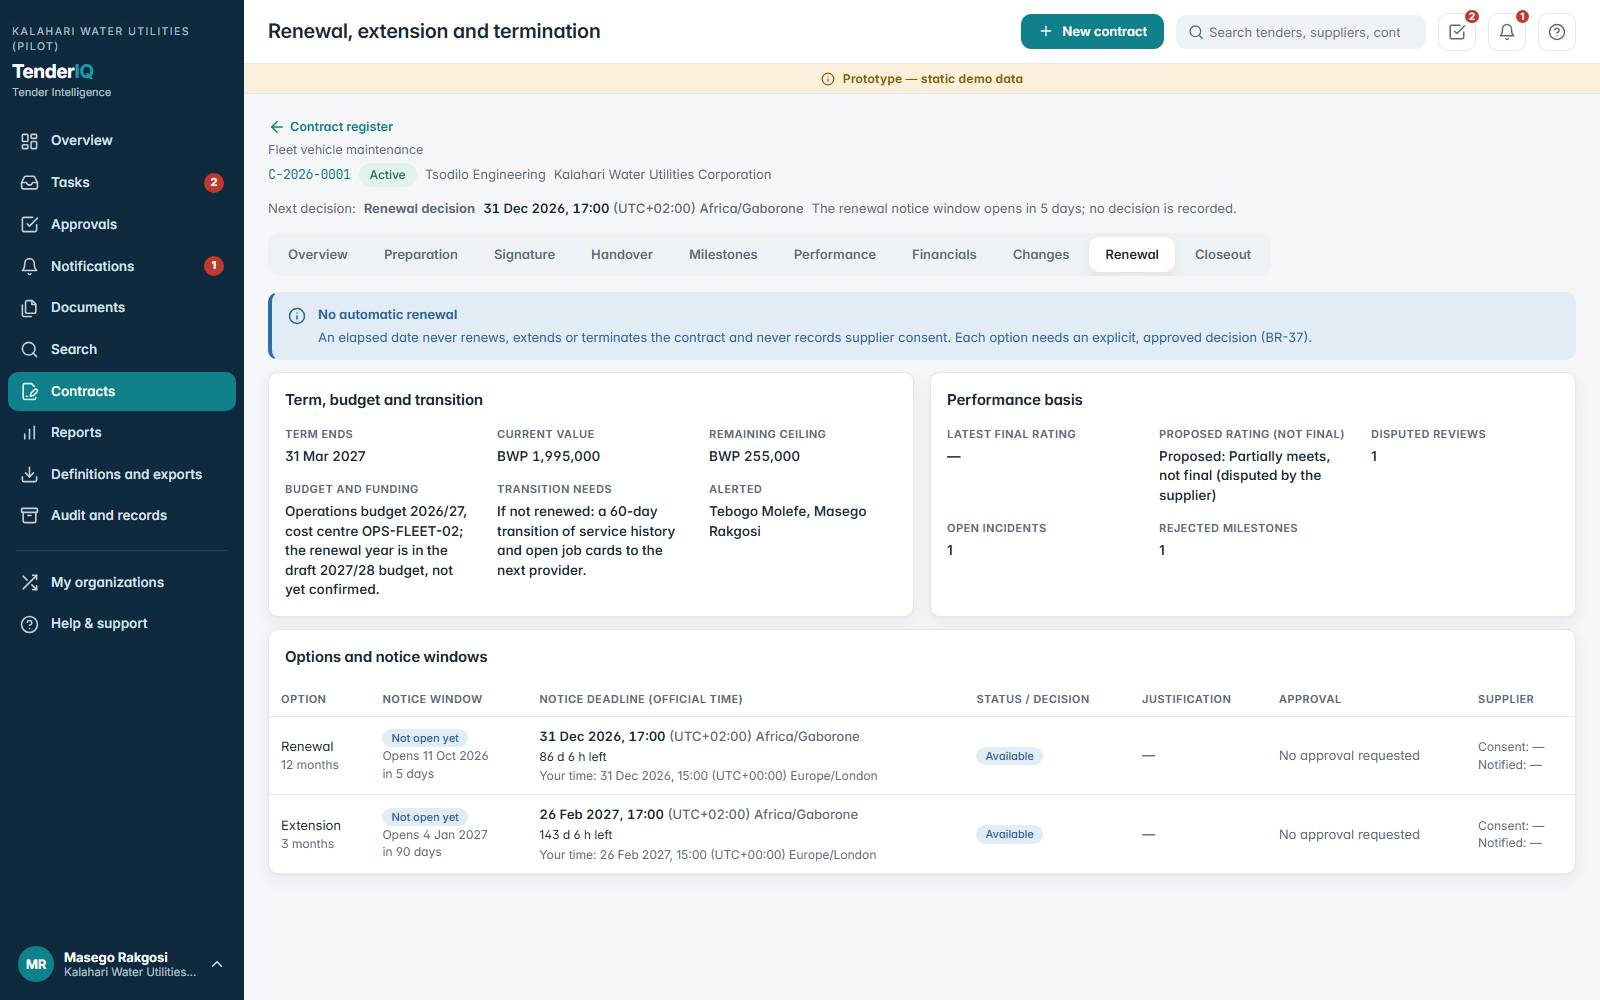 KALAHARI WATER UTILITIES
(PILOT)
TenderIQ
Tender Intelligence
Overview
Tasks 2
Approvals
Notifications 1
Documents
Search
Contracts
Reports
Definitions and exports
Audit and records
My organizations
Help & support
MR
Masego Rakgosi
Kalahari Water Utilities...
Renewal, extension and termination
New contract
Search tenders, suppliers, cont
2
1
Prototype — static demo data
Contract register
Fleet vehicle maintenance
C-2026-0001 Active Tsodilo Engineering Kalahari Water Utilities Corporation
Next decision: Renewal decision 31 Dec 2026, 17:00 (UTC+02:00) Africa/Gaborone The renewal notice window opens in 5 days; no decision is recorded.
Overview Preparation Signature Handover Milestones Performance Financials Changes Renewal Closeout
No automatic renewal
An elapsed date never renews, extends or terminates the contract and never records supplier consent. Each option needs an explicit, approved decision (BR-37).
Term, budget and transition
TERM ENDS
31 Mar 2027
CURRENT VALUE
BWP 1,995,000
REMAINING CEILING
BWP 255,000
BUDGET AND FUNDING
Operations budget 2026/27,
cost centre OPS-FLEET-02;
the renewal year is in the
draft 2027/28 budget, not
yet confirmed.
TRANSITION NEEDS
If not renewed: a 60-day
transition of service history
and open job cards to the
next provider.
ALERTED
Tebogo Molefe, Masego
Rakgosi
Performance basis
LATEST FINAL RATING
—
PROPOSED RATING (NOT FINAL)
Proposed: Partially meets,
not final (disputed by the
supplier)
DISPUTED REVIEWS
1
OPEN INCIDENTS
1
REJECTED MILESTONES
1
Options and notice windows
OPTION NOTICE WINDOW NOTICE DEADLINE (OFFICIAL TIME) STATUS / DECISION JUSTIFICATION APPROVAL SUPPLIER
Renewal
12 months
Not open yet
Opens 11 Oct 2026
in 5 days
31 Dec 2026, 17:00 (UTC+02:00) Africa/Gaborone
86 d 6 h left
Your time: 31 Dec 2026, 15:00 (UTC+00:00) Europe/London
Available
—
No approval requested
Consent: —
Notified: —
Extension
3 months
Not open yet
Opens 4 Jan 2027
in 90 days
26 Feb 2027, 17:00 (UTC+02:00) Africa/Gaborone
143 d 6 h left
Your time: 26 Feb 2027, 15:00 (UTC+00:00) Europe/London
Available
—
No approval requested
Consent: —
Notified: —